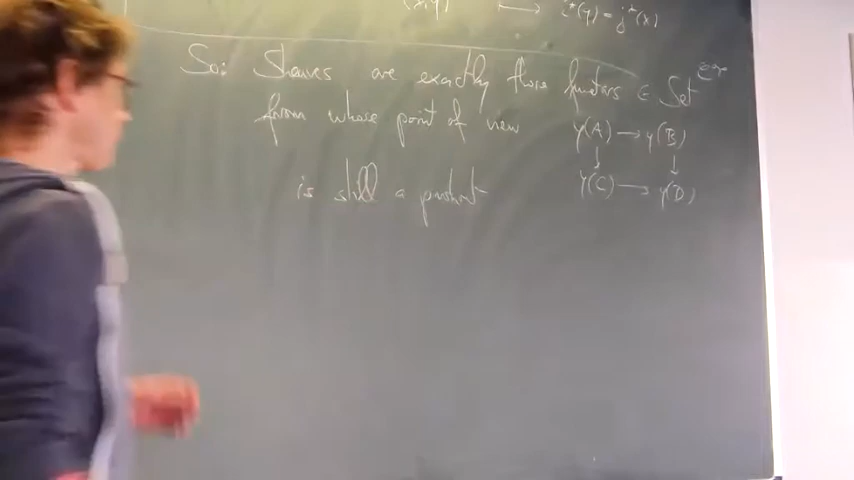 (x,y) ⟼ i*(y) = j*(x)
So: Sheaves are exactly those functors ∈ Set^{C^{op}}
from whose point of view y(A) → y(B)
↓ ↓
is still a pushout y(C) → y(D)